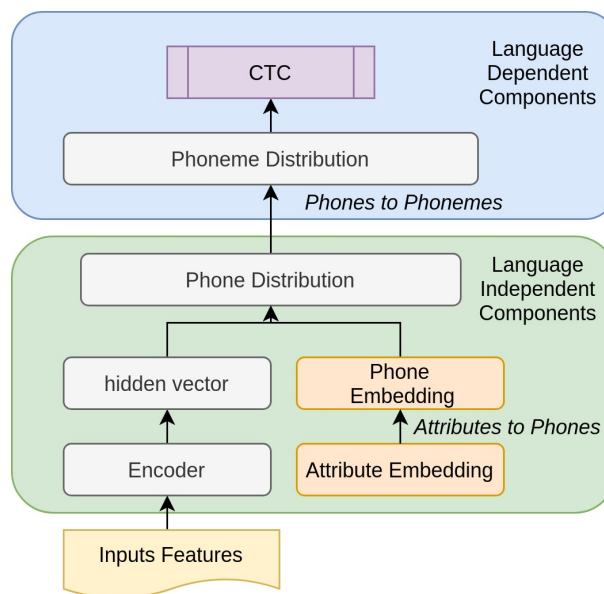 CTC
Language
Dependent
Components
Phoneme Distribution
Phones to Phonemes
Phone Distribution
Language
Independent
Components
hidden vector
Phone
Embedding
Attributes to Phones
Encoder
Attribute Embedding
Inputs Features